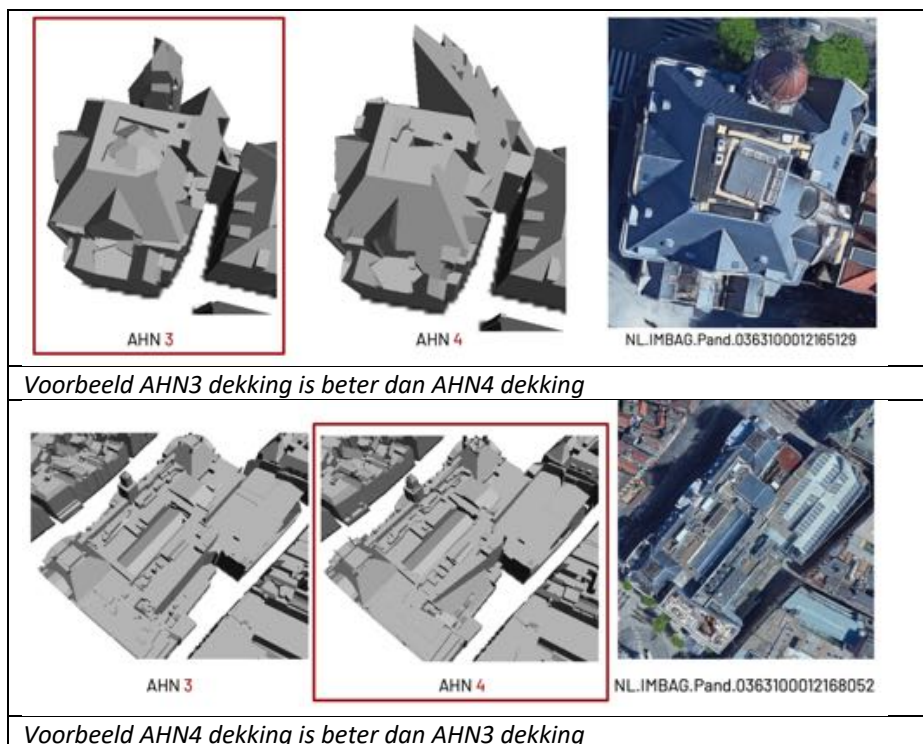 AHN 3
AHN 4
NL.IMBAG.Pand.0363100012165129
Voorbeeld AHN3 dekking is beter dan AHN4 dekking
AHN 3
AHN 4
NL.IMBAG.Pand.0363100012168052
Voorbeeld AHN4 dekking is beter dan AHN3 dekking